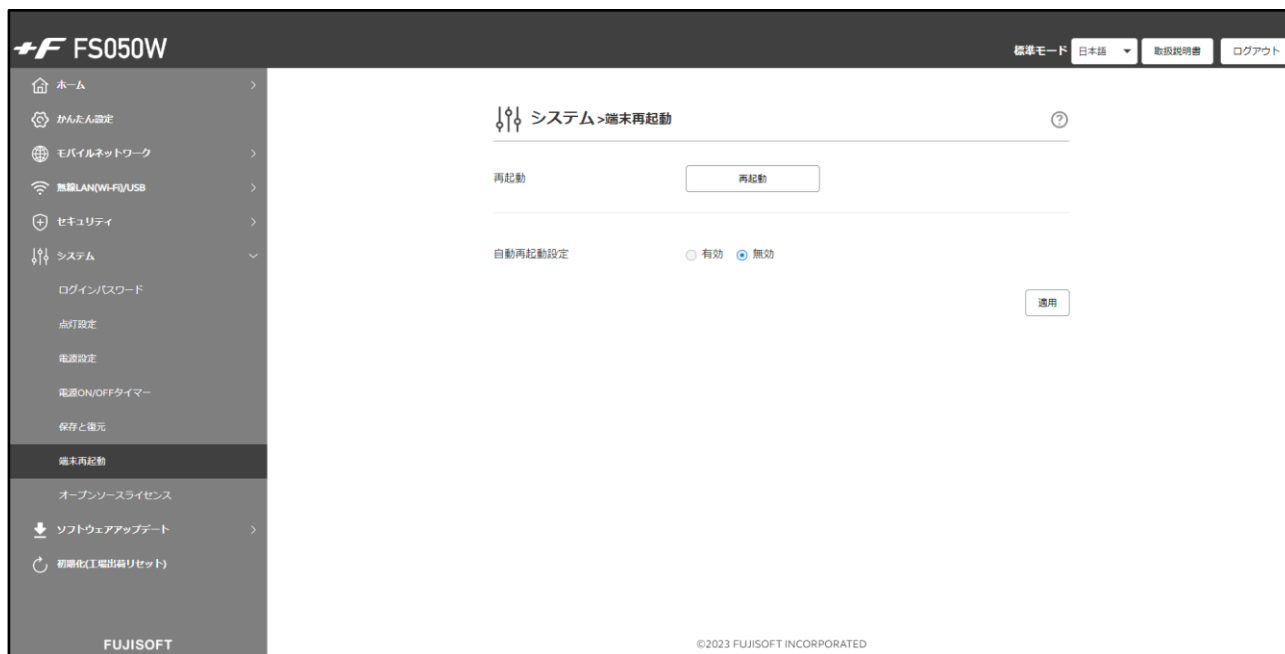 +F FS050W
標準モード 日本語 取扱説明書 ログアウト
ホーム
かんたん設定
モバイルネットワーク
無線LAN(Wi-Fi)/USB
セキュリティ
システム
ログインパスワード
点灯設定
電源設定
電源ON/OFFタイマー
保存と復元
端末再起動
オープンソースライセンス
ソフトウェアアップデート
初期化(工場出荷リセット)
FUJISOFT
システム>端末再起動
再起動 再起動
自動再起動設定 有効 無効
適用
©2023 FUJISOFT INCORPORATED